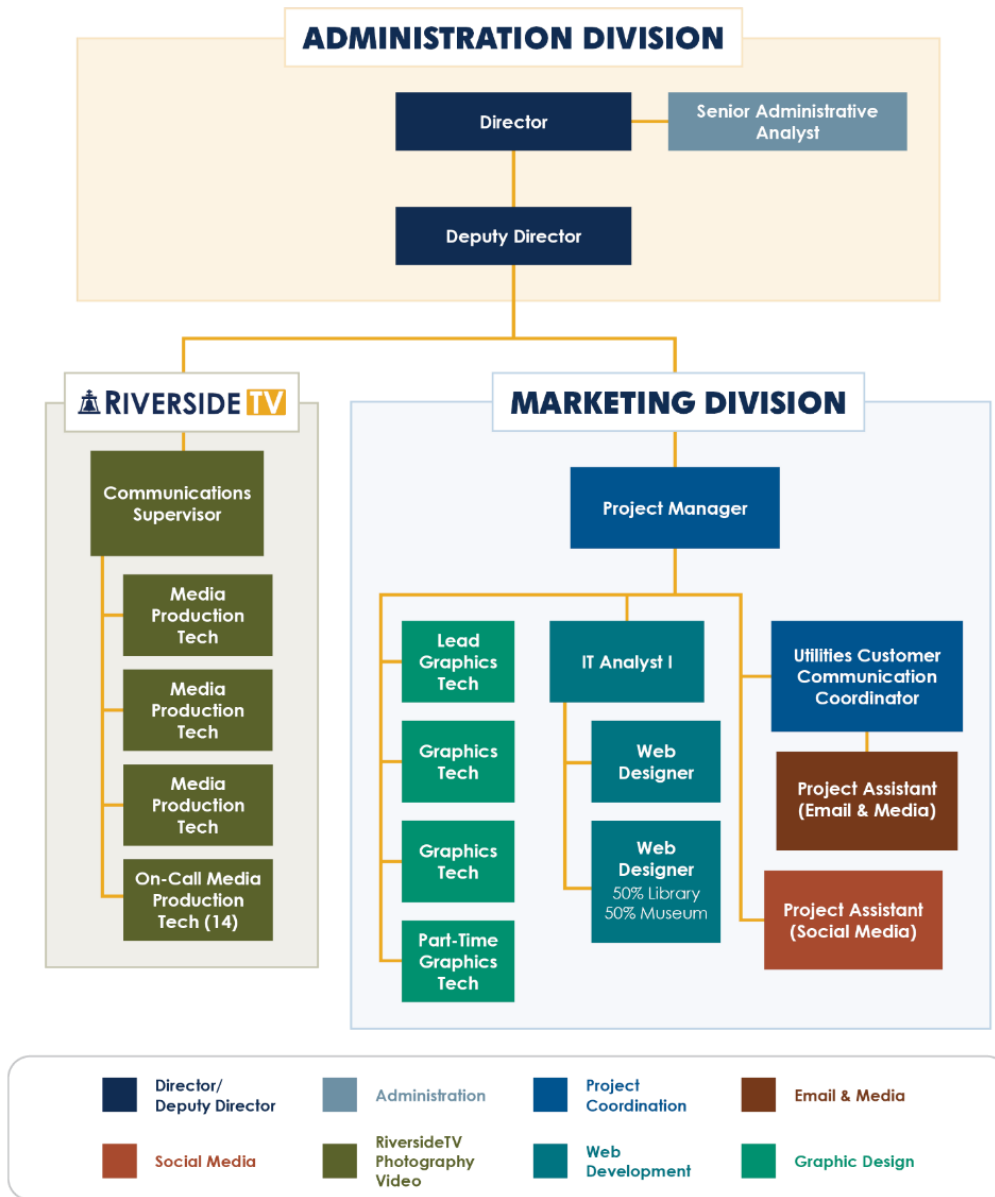 ADMINISTRATION DIVISION
Director
Senior Administrative
Analyst
Deputy Director
RIVERSIDE TV
MARKETING DIVISION
Communications
Supervisor
Media
Production
Tech
Media
Production
Tech
Media
Production
Tech
On-Call Media
Production
Tech (14)
Project Manager
Lead
Graphics
Tech
Graphics
Tech
Graphics
Tech
Part-Time
Graphics
Tech
IT Analyst I
Web
Designer
Web
Designer
50% Library
50% Museum
Utilities Customer
Communication
Coordinator
Project Assistant
(Email & Media)
Project Assistant
(Social Media)
Director/
Deputy Director
Administration
Project
Coordination
Email & Media
Social Media
RiversideTV
Photography
Video
Web
Development
Graphic Design